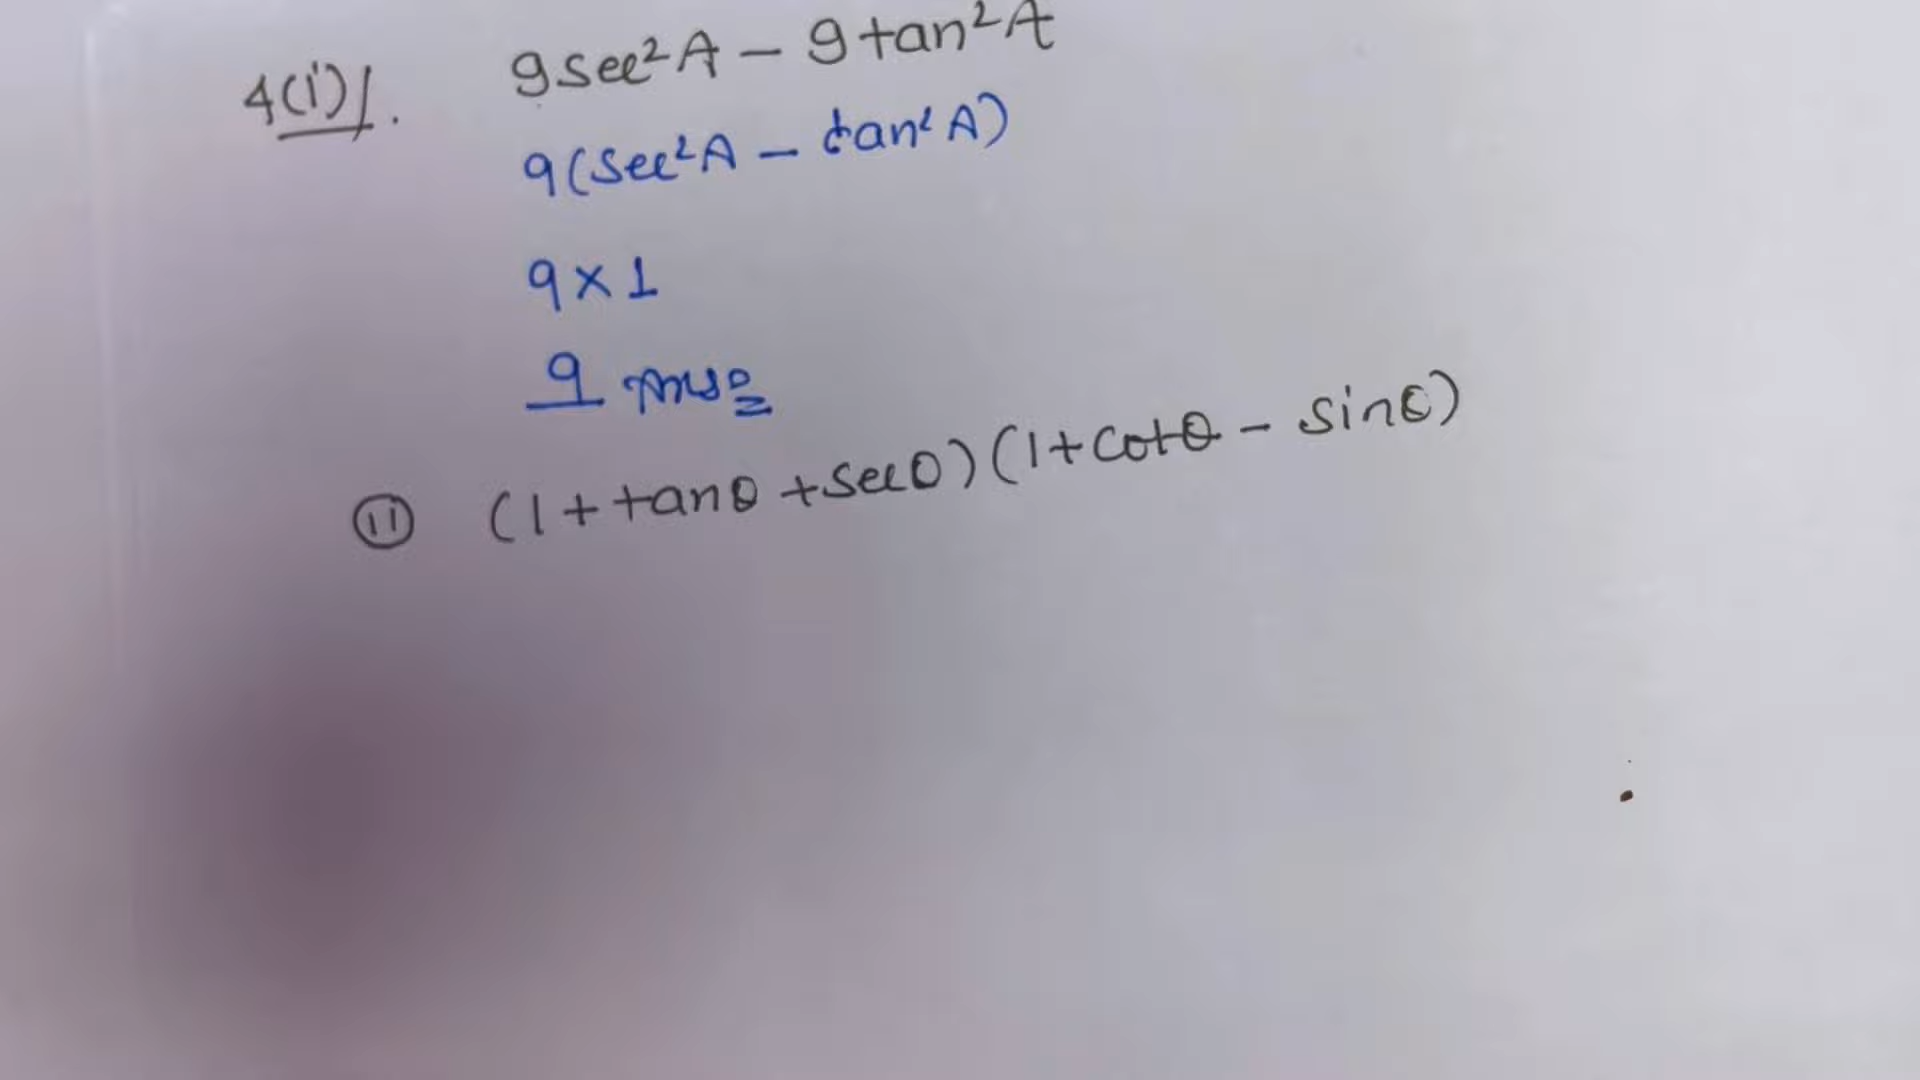 4(i)/. 9sec²A - 9tan²A
9(sec²A - tan²A)
9×1
9 Ans
(ii) (1+tanθ+secθ)(1+cotθ - sinθ)